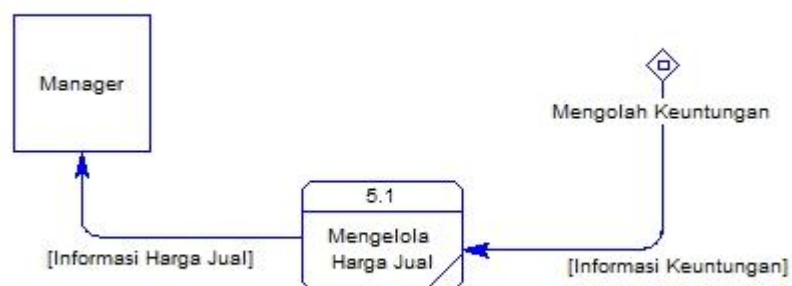 Manager
Mengolah Keuntungan
5.1
Mengelola
Harga Jual
[Informasi Harga Jual]
[Informasi Keuntungan]